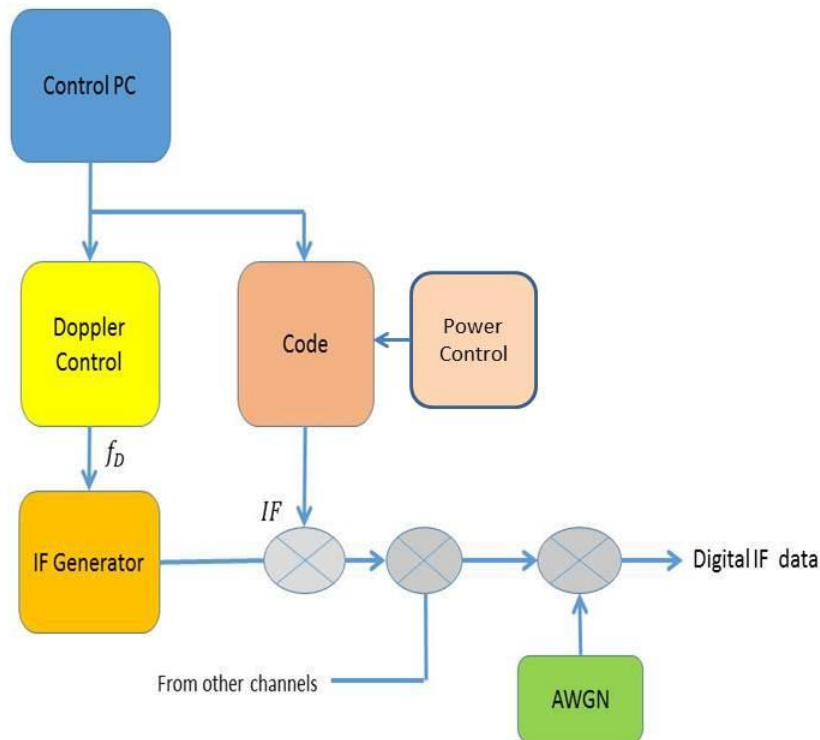 Control PC
Doppler
Control
Code
Power
Control
f_D
IF
IF Generator
Digital IF data
From other channels
AWGN